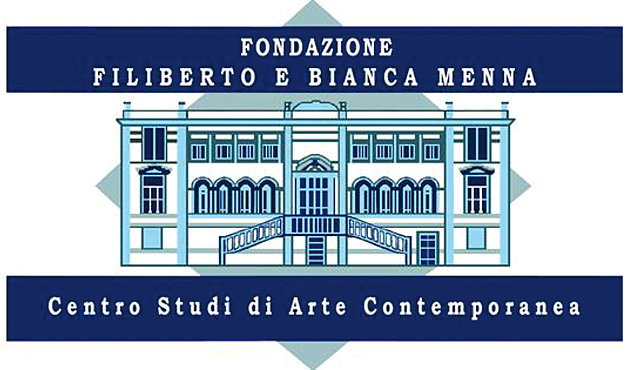 FONDAZIONE
FILIBERTO E BIANCA MENNA
Centro Studi di Arte Contemporanea